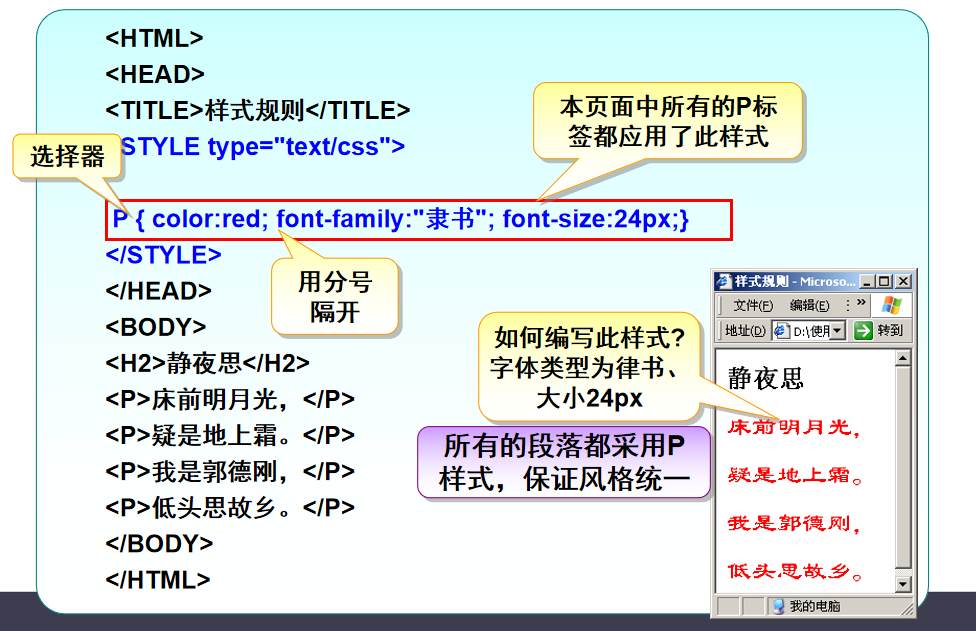 <HTML>
<HEAD>
<TITLE>样式规则</TITLE>
STYLE type="text/css">
选择器
本页面中所有的P标
签都应用了此样式
P { color:red; font-family:"隶书"; font-size:24px;}
</STYLE>
用分号
隔开
</HEAD>
<BODY>
<H2>静夜思</H2>
<P>床前明月光，</P>
<P>疑是地上霜。</P>
<P>我是郭德刚，</P>
<P>低头思故乡。</P>
</BODY>
</HTML>
如何编写此样式?
字体类型为律书、
大小24px
所有的段落都采用P
样式，保证风格统一
样式规则 - Microso...
文件(F) 编辑(E) »
地址(D) D:\使用 转到
静夜思
床前明月光，
疑是地上霜。
我是郭德刚，
低头思故乡。
我的电脑